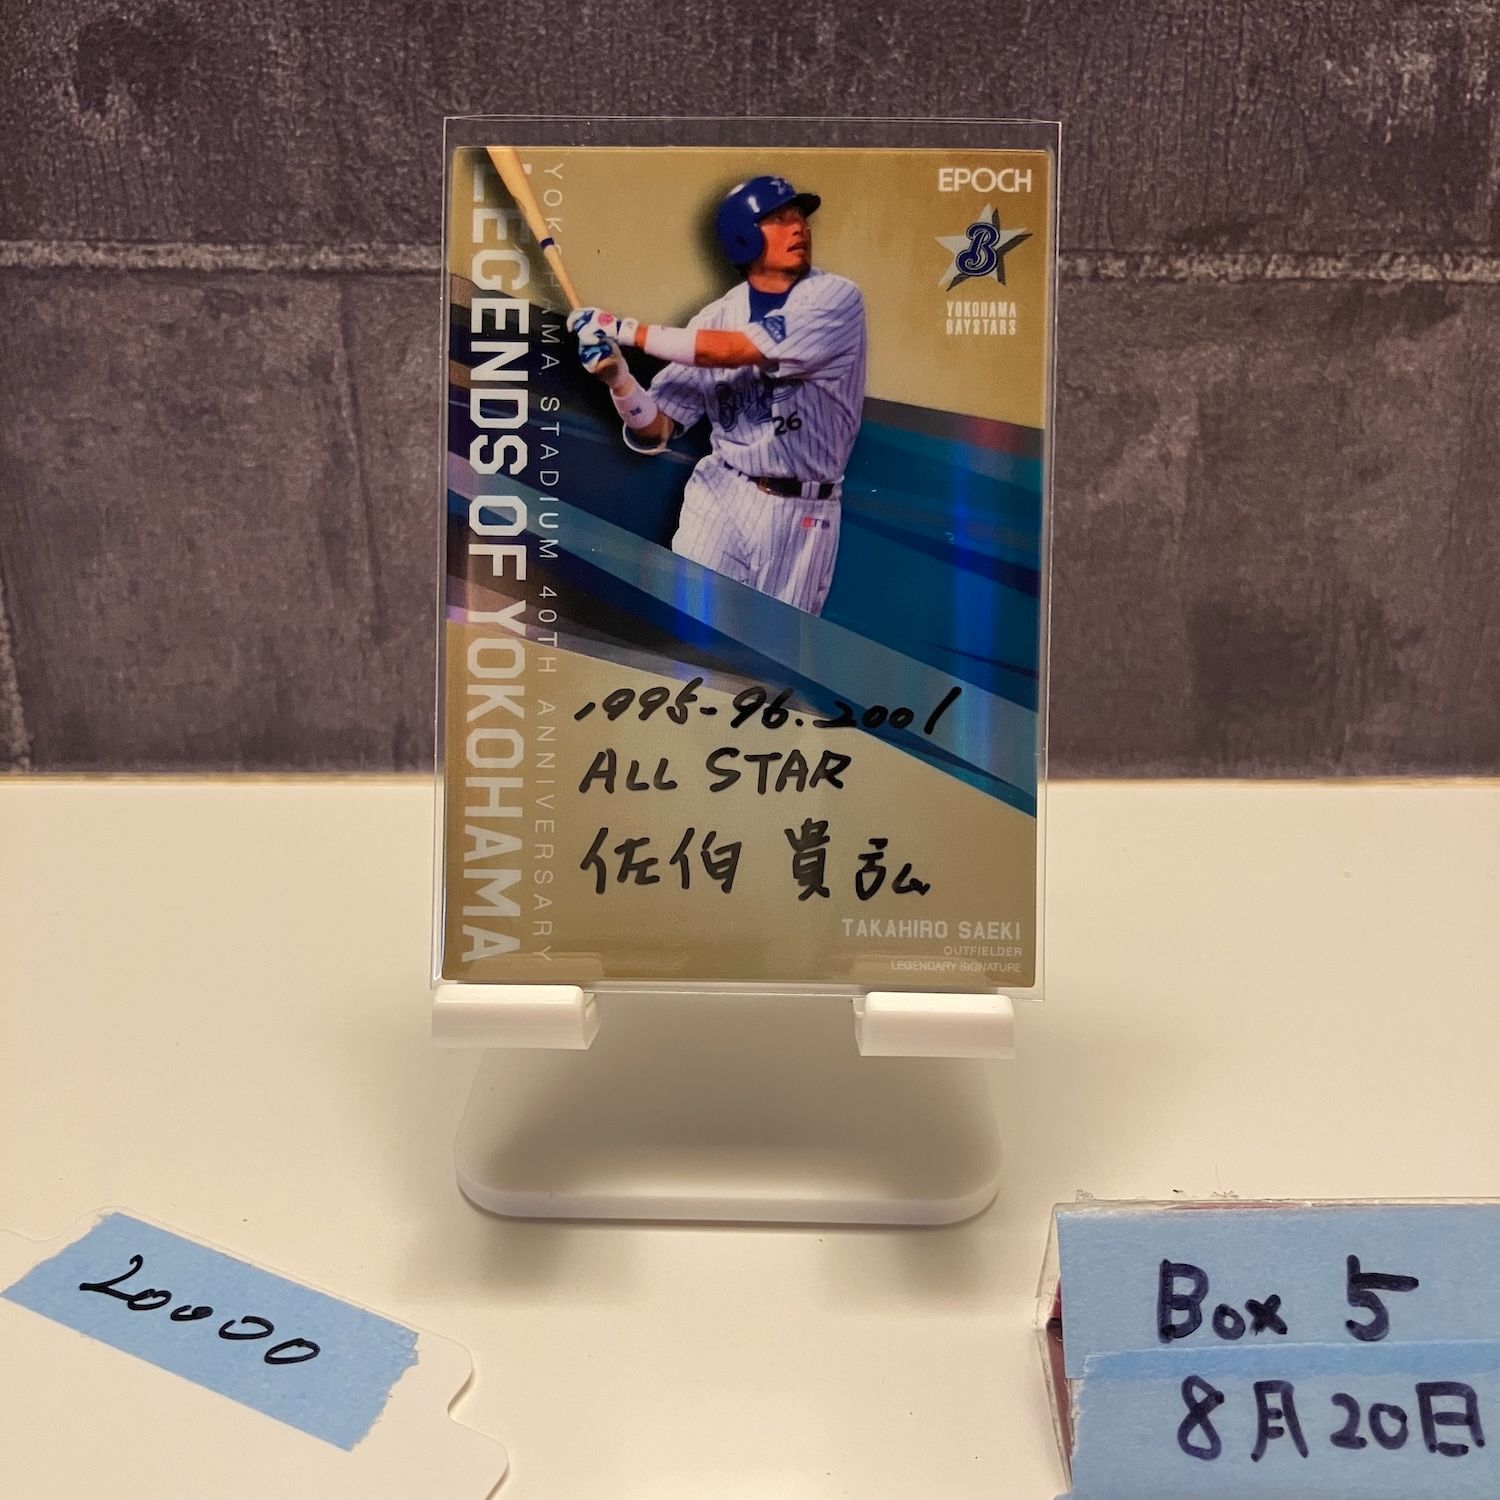 EPOCH
B
YOKOHAMA
BAYSTARS
YOKOHAMA STADIUM 40TH ANNIVERSARY
LEGENDS OF YOKOHAMA
26
1995-96.2001
ALL STAR
佐伯 貴弘
TAKAHIRO SAEKI
OUTFIELDER
LEGENDARY SIGNATURE
20000
Box 5
8月20日